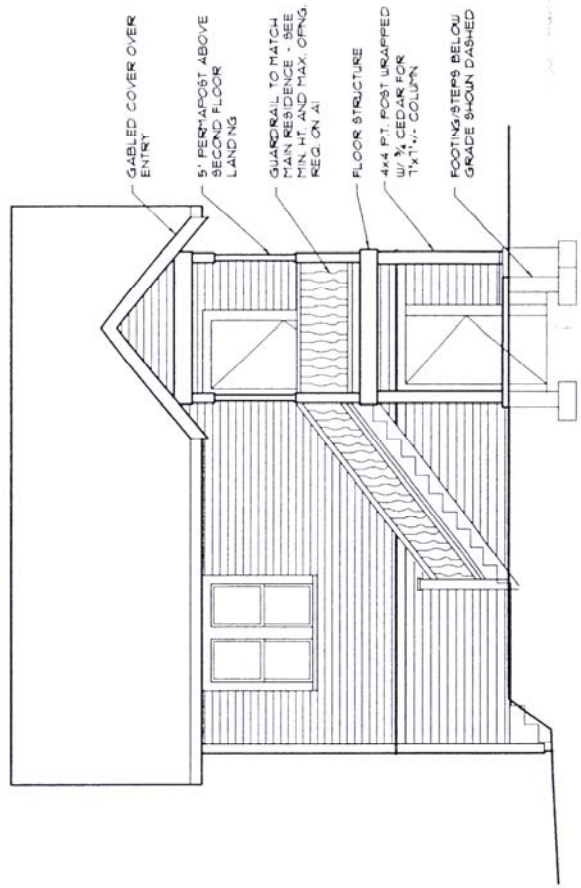 GABLED COVER OVER
ENTRY
5' PERMAPOST ABOVE
SECOND FLOOR
LANDING
GUARDRAIL TO MATCH
MAIN RESIDENCE - SEE
MIN. HT. AND MAX. OPNG.
REQ. ON A1
FLOOR STRUCTURE
4x4 P.T. POST WRAPPED
W/ 3/4 CEDAR FOR
7"x7" +/- COLUMN
FOOTING/STEPS BELOW
GRADE SHOWN DASHED